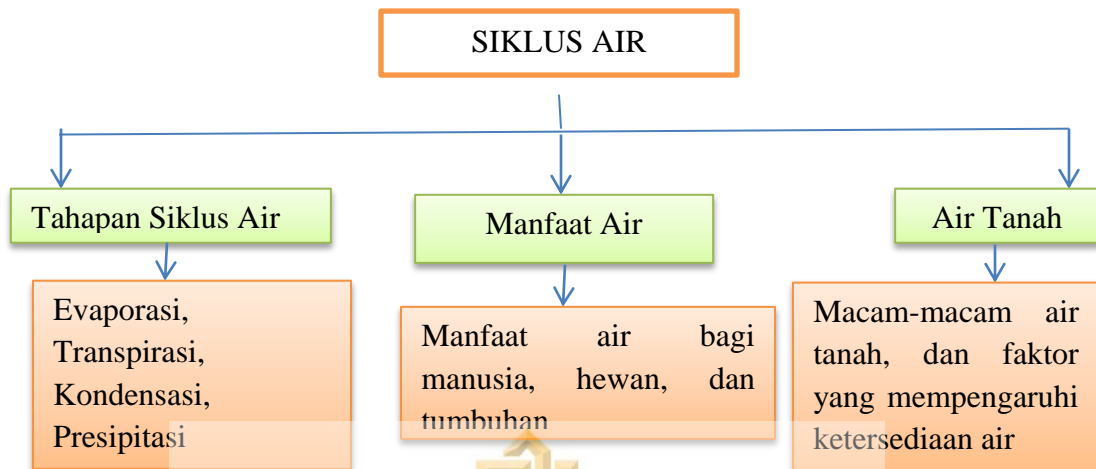 SIKLUS AIR
Tahapan Siklus Air
Manfaat Air
Air Tanah
Evaporasi,
Transpirasi,
Kondensasi,
Presipitasi
Manfaat air bagi
manusia, hewan, dan
tumbuhan
Macam-macam air
tanah, dan faktor
yang mempengaruhi
ketersediaan air